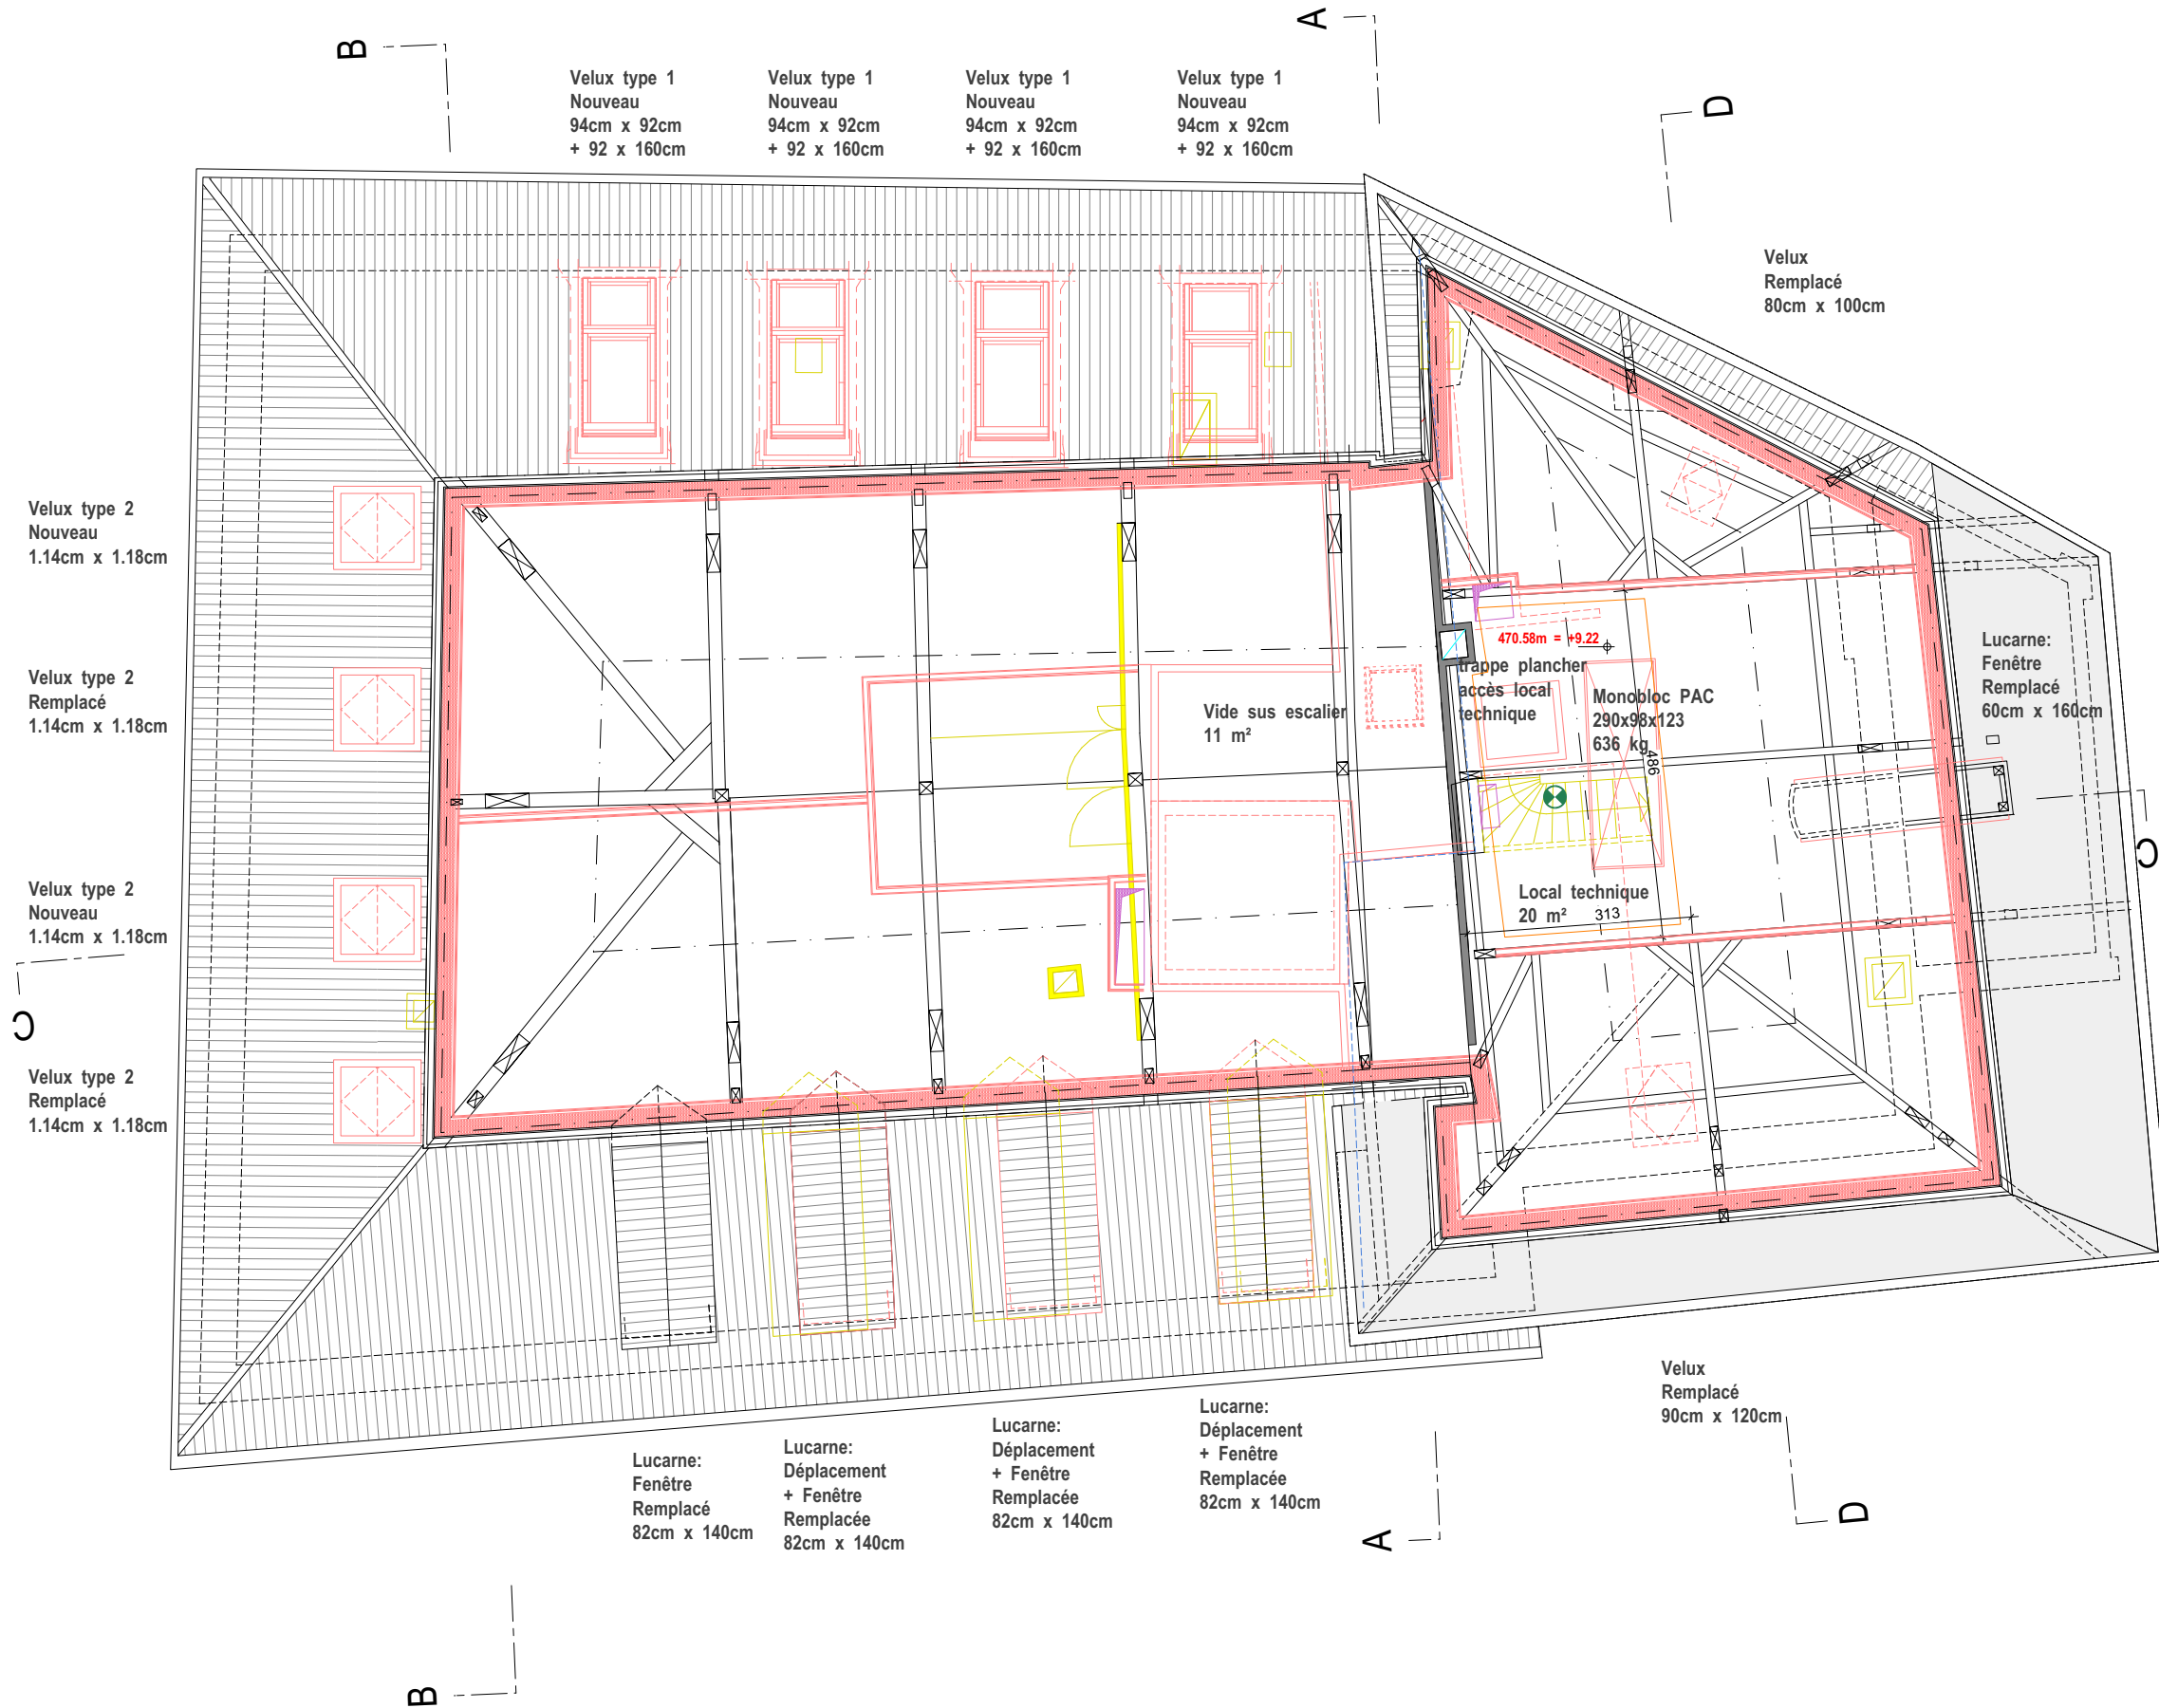 B
A
D
Velux type 1
Nouveau
94cm x 92cm
+ 92 x 160cm
Velux type 1
Nouveau
94cm x 92cm
+ 92 x 160cm
Velux type 1
Nouveau
94cm x 92cm
+ 92 x 160cm
Velux type 1
Nouveau
94cm x 92cm
+ 92 x 160cm
Velux
Remplacé
80cm x 100cm
Velux type 2
Nouveau
1.14cm x 1.18cm
Velux type 2
Remplacé
1.14cm x 1.18cm
Velux type 2
Nouveau
1.14cm x 1.18cm
Velux type 2
Remplacé
1.14cm x 1.18cm
C
470.58m = +9.22
trappe plancher
accès local
technique
Monobloc PAC
290x98x123
636 kg
486
Vide sus escalier
11 m²
Lucarne:
Fenêtre
Remplacé
60cm x 160cm
C
Local technique
20 m²
313
Lucarne:
Fenêtre
Remplacé
82cm x 140cm
Lucarne:
Déplacement
+ Fenêtre
Remplacée
82cm x 140cm
Lucarne:
Déplacement
+ Fenêtre
Remplacée
82cm x 140cm
Lucarne:
Déplacement
+ Fenêtre
Remplacée
82cm x 140cm
Velux
Remplacé
90cm x 120cm
A
D
B